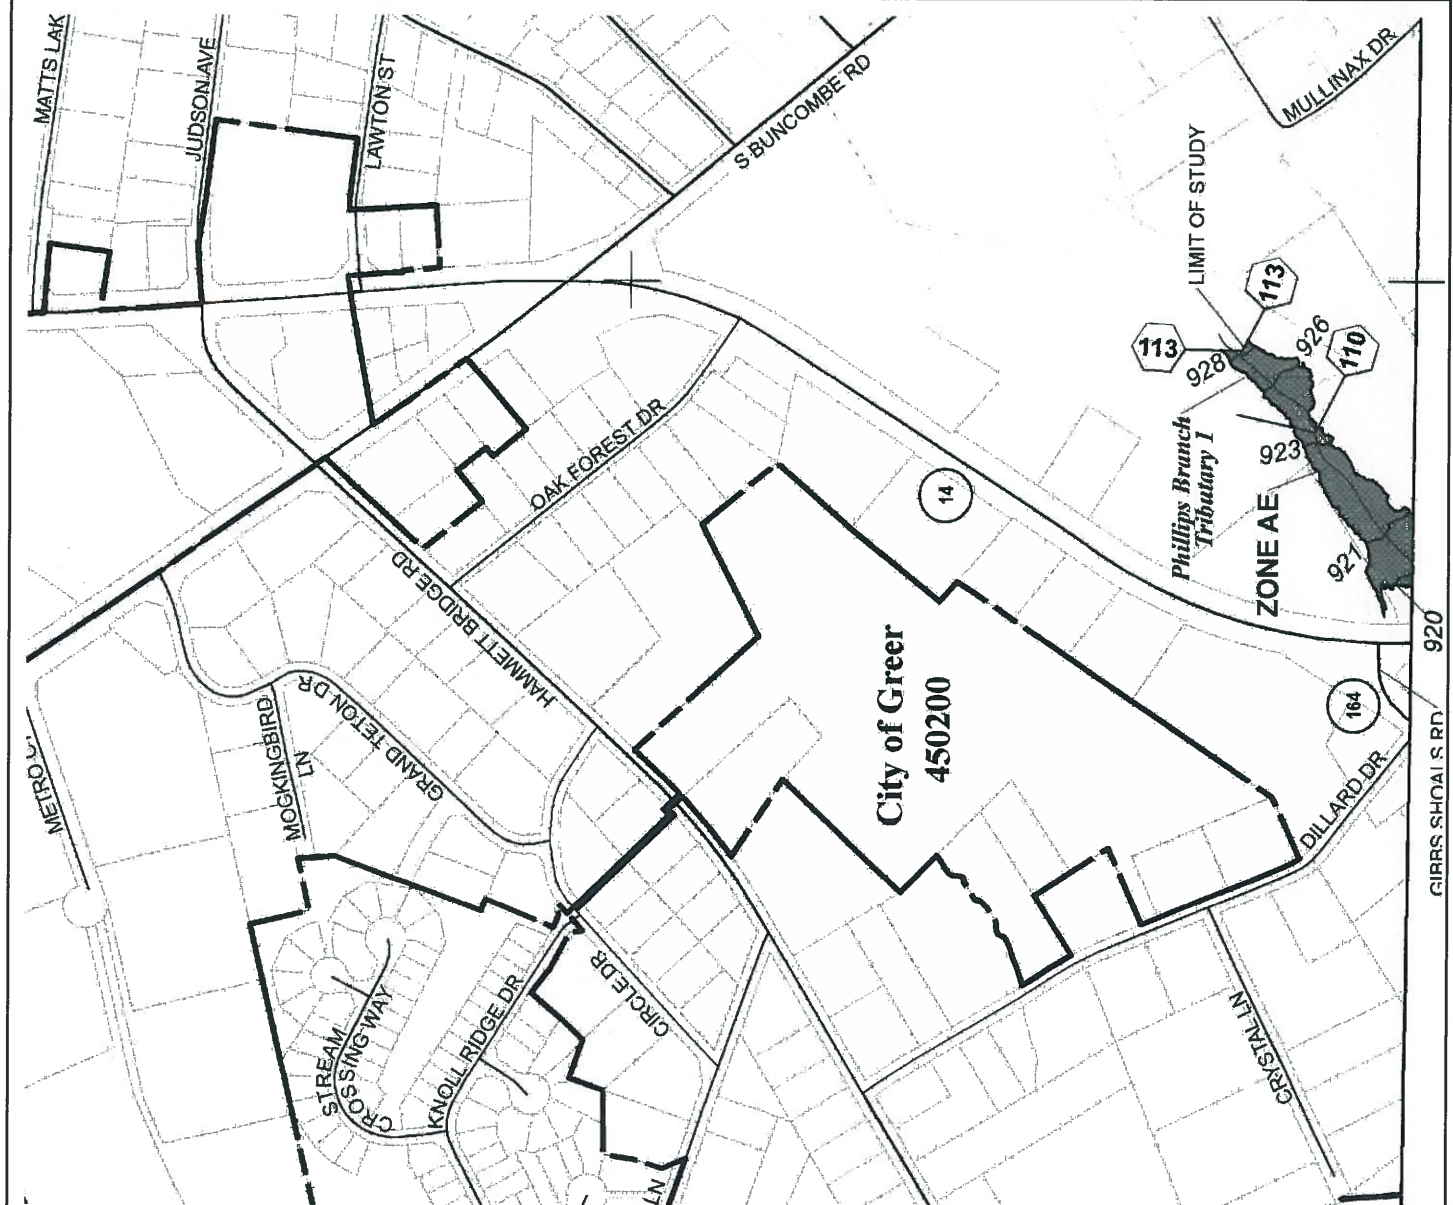 MATTS LAK
JUDSON AVE
LAWTON ST
S BUNCOMBE RD
MULLINAX DR
LIMIT OF STUDY
113
113
928
926
110
Phillips Branch
Tributary 1
923
ZONE AE
921
920
OAK FOREST DR
14
HAMMETT BRIDGE RD
GRAND TETON DR
MOCKINGBIRD
LN
METRO
City of Greer
450200
164
DILLARD DR
GIBBS SHOALS RD
STREAM
CROSSING WAY
KNOLL RIDGE DR
CIRCLE DR
CRYSTAL LN
LN